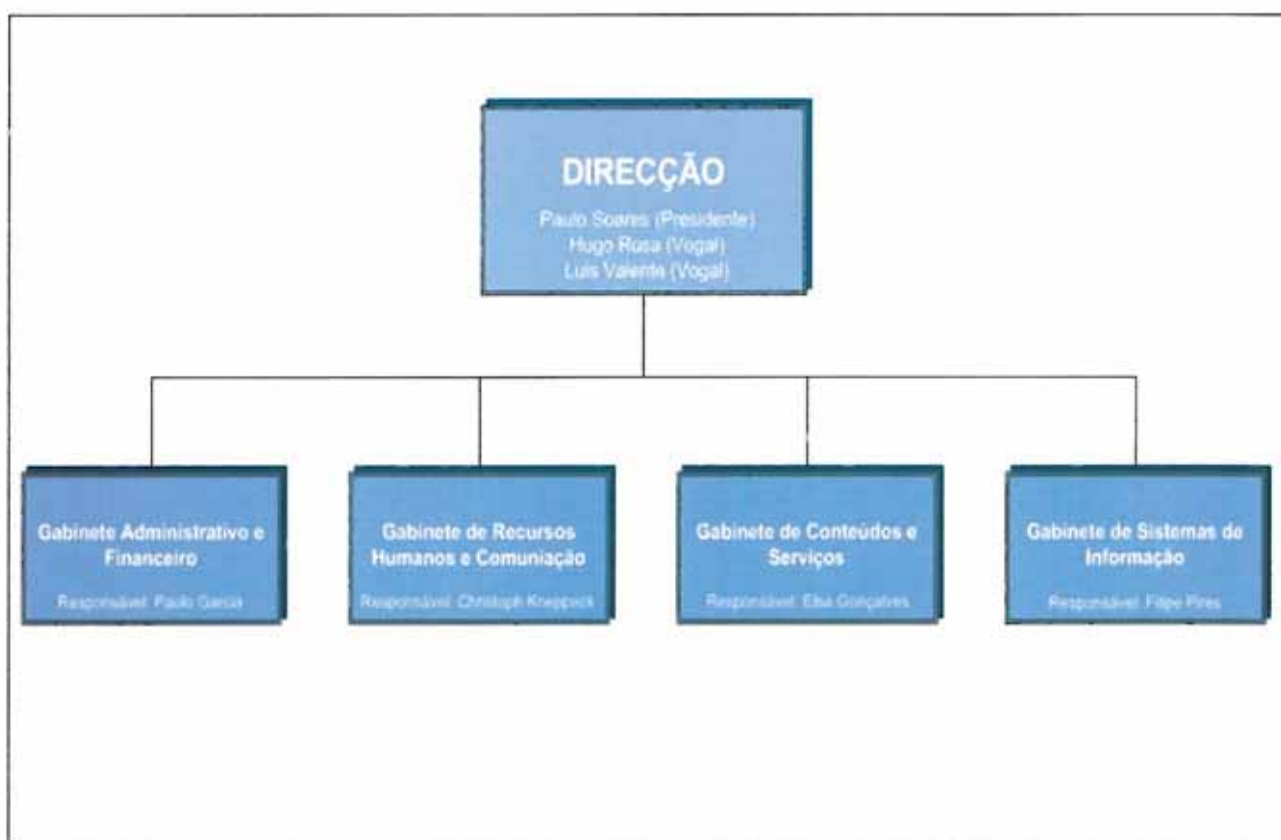 DIRECÇÃO
Paulo Soares (Presidente)
Hugo Rosa (Vogal)
Luis Valente (Vogal)
Gabinete Administrativo e
Financeiro
Responsável: Paulo Garcia
Gabinete de Recursos
Humanos e Comuniação
Responsável: Christoph
Gabinete de Conteúdos e
Serviços
Responsável: Elsa Gonçalves
Gabinete de Sistemas de
Informação
Responsável: Filipe Pires